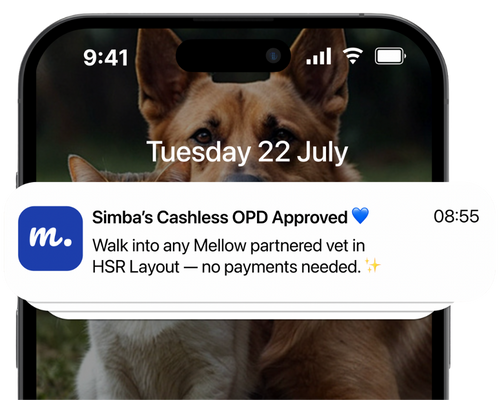 9:41
Tuesday 22 July
m.
Simba's Cashless OPD Approved 💙
08:55
Walk into any Mellow partnered vet in
HSR Layout — no payments needed. ✨